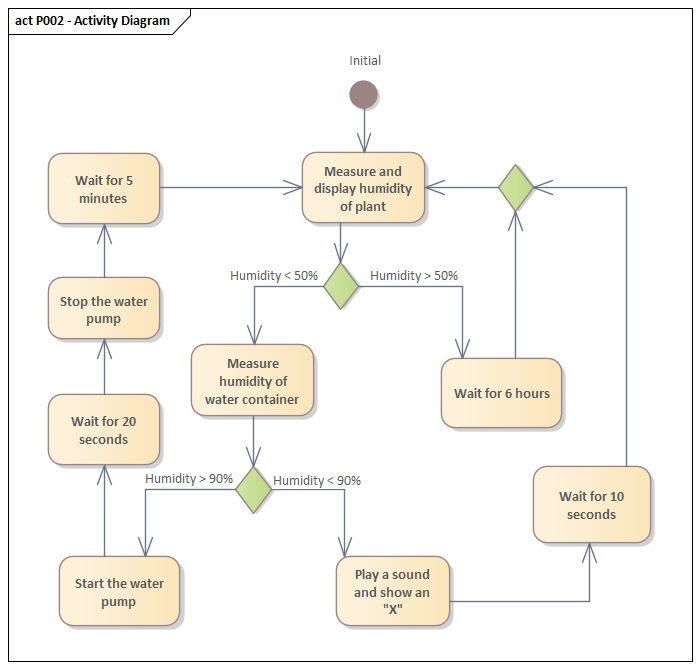 act P002 - Activity Diagram
Initial
Wait for 5
minutes
Measure and
display humidity
of plant
Humidity < 50%
Humidity > 50%
Stop the water
pump
Measure
humidity of
water container
Wait for 6 hours
Wait for 20
seconds
Humidity > 90%
Humidity < 90%
Wait for 10
seconds
Start the water
pump
Play a sound
and show an
"X"